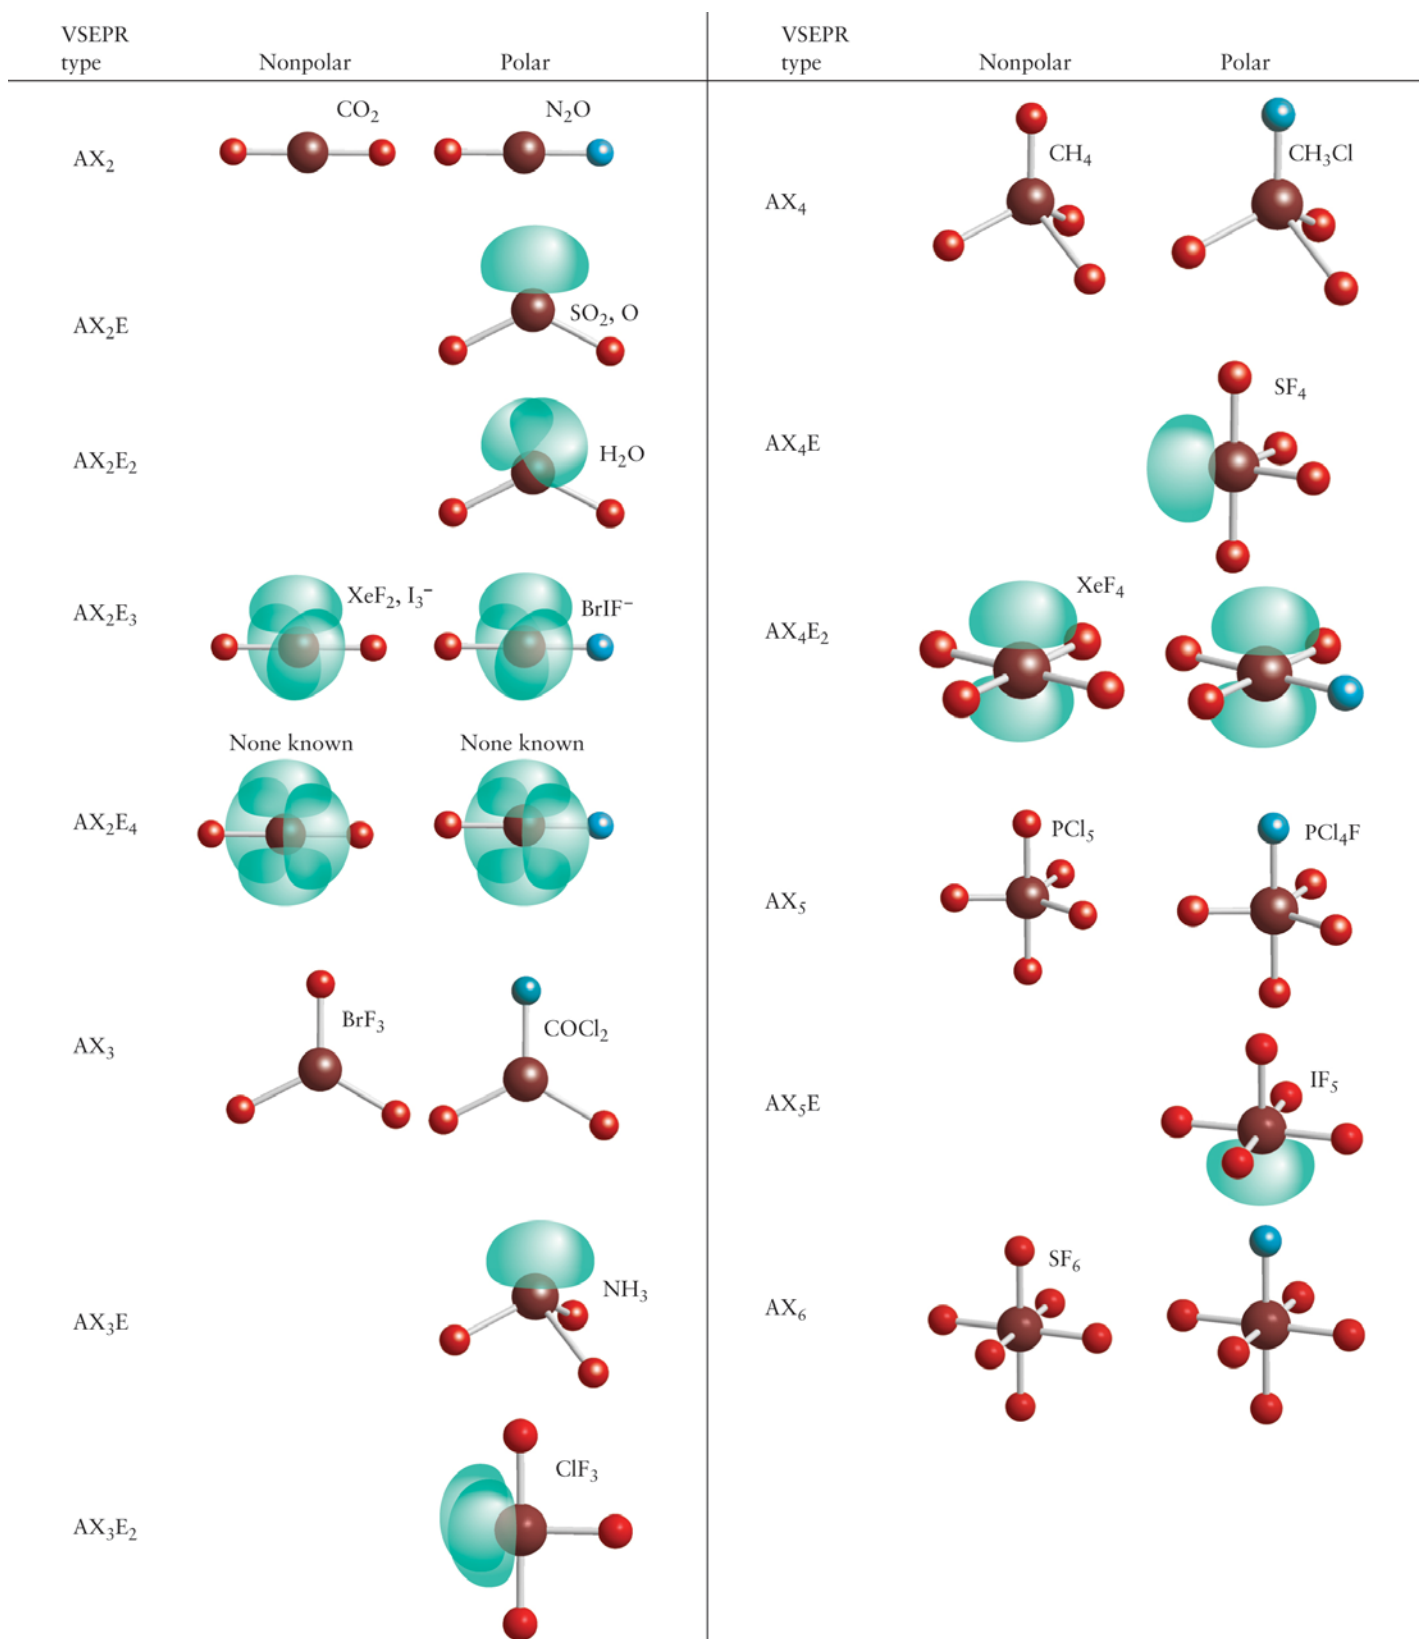 VSEPR
type Nonpolar Polar
CO₂ N₂O
AX₂
SO₂, O
AX₂E
H₂O
AX₂E₂
XeF₂, I₃⁻ BrIF⁻
AX₂E₃
None known None known
AX₂E₄
BrF₃ COCl₂
AX₃
NH₃
AX₃E
ClF₃
AX₃E₂
VSEPR
type Nonpolar Polar
CH₄ CH₃Cl
AX₄
SF₄
AX₄E
XeF₄
AX₄E₂
PCl₅ PCl₄F
AX₅
IF₅
AX₅E
SF₆
AX₆